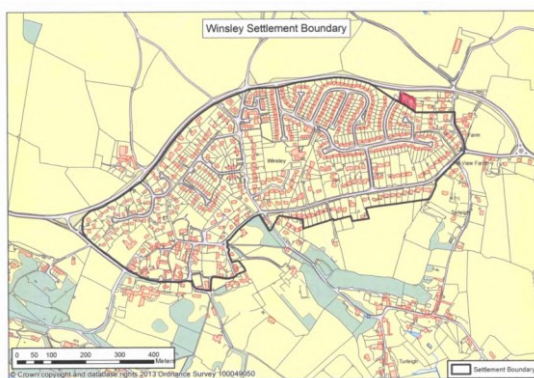 Winsley Settlement Boundary
Winsley
Farm
View Farm
Turleigh
0 50 100 200 300 400
Meters
© Crown copyright and database rights 2013 Ordnance Survey 100049050
Settlement Boundary